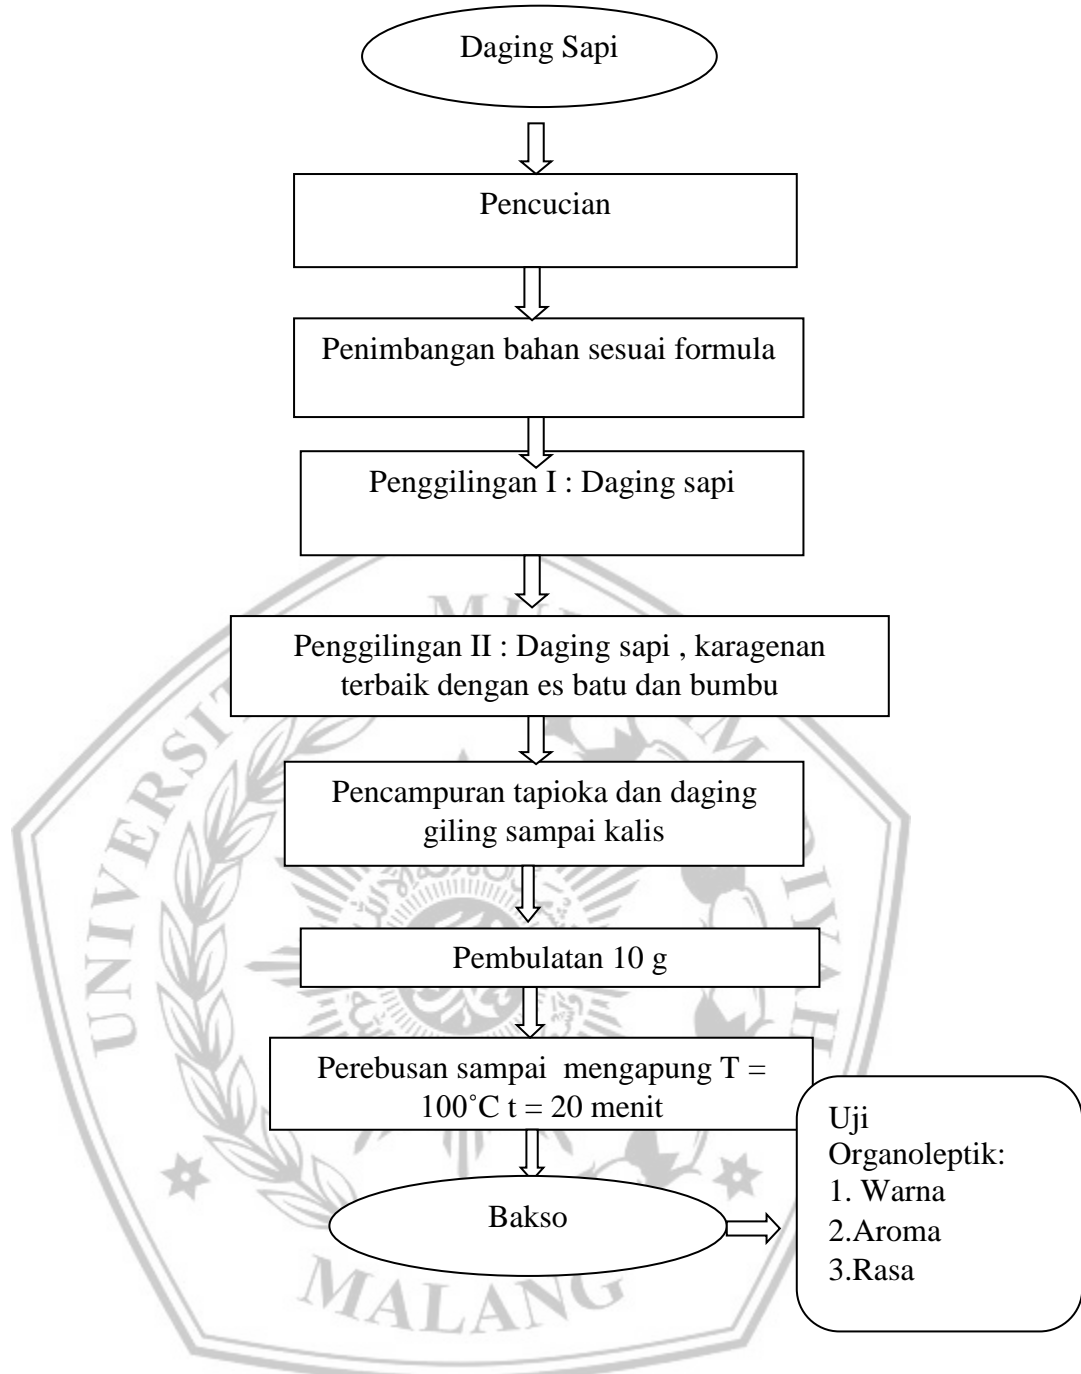 Daging Sapi
Pencucian
Penimbangan bahan sesuai formula
Penggilingan I : Daging sapi
Penggilingan II : Daging sapi , karagenan
terbaik dengan es batu dan bumbu
Pencampuran tapioka dan daging
giling sampai kalis
Pembulatan 10 g
Perebusan sampai  mengapung T =
100˚C t = 20 menit
Bakso
Uji
Organoleptik:
1. Warna
2.Aroma
3.Rasa
MALANG